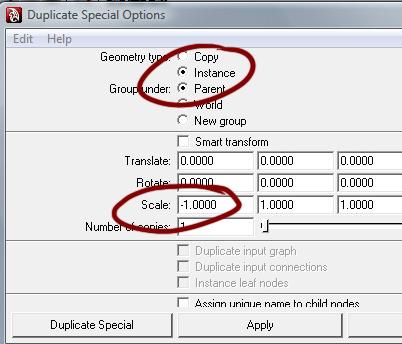 Duplicate Special Options
Edit Help
Geometry type: Copy
Instance
Group under: Parent
World
New group
Smart transform
Translate: 0.0000 0.0000 0.0000
Rotate: 0.0000 0.0000 0.0000
Scale: -1.0000 1.0000 1.0000
Number of copies: 1
Duplicate input graph
Duplicate input connections
Instance leaf nodes
Assign unique name to child nodes
Duplicate Special Apply